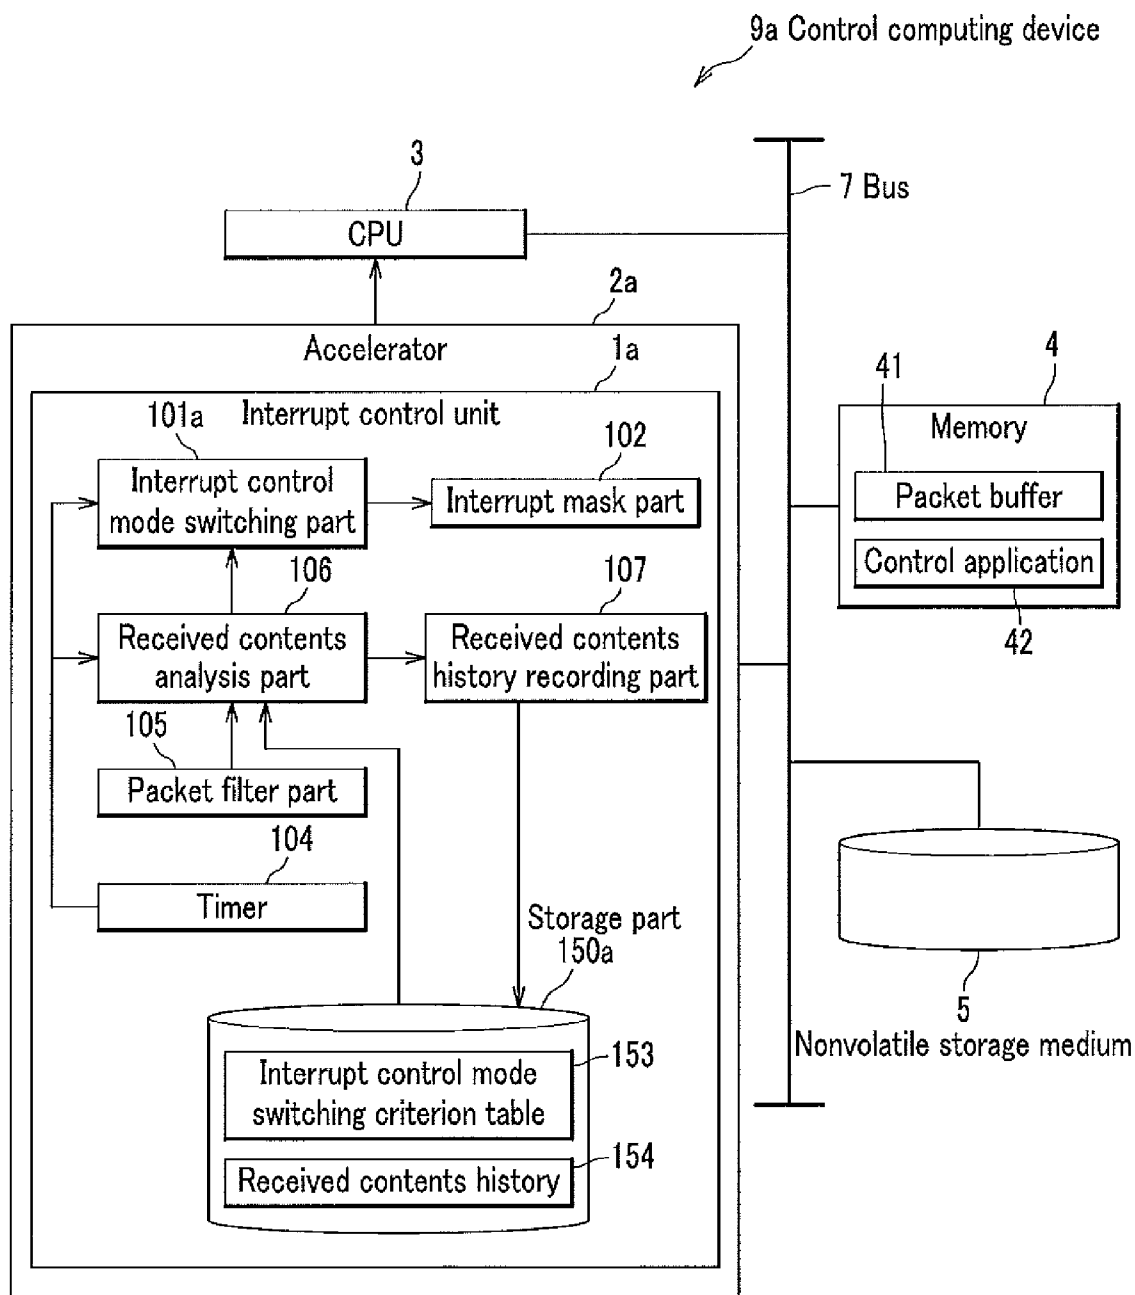 9a Control computing device
3
7 Bus
CPU
2a
Accelerator
1a
4
41
Interrupt control unit
101a
102
Memory
Interrupt control
mode switching part
Interrupt mask part
Packet buffer
Control application
106
107
42
Received contents
analysis part
Received contents
history recording part
105
Packet filter part
104
Timer
Storage part
150a
5
Nonvolatile storage medium
153
Interrupt control mode
switching criterion table
154
Received contents history